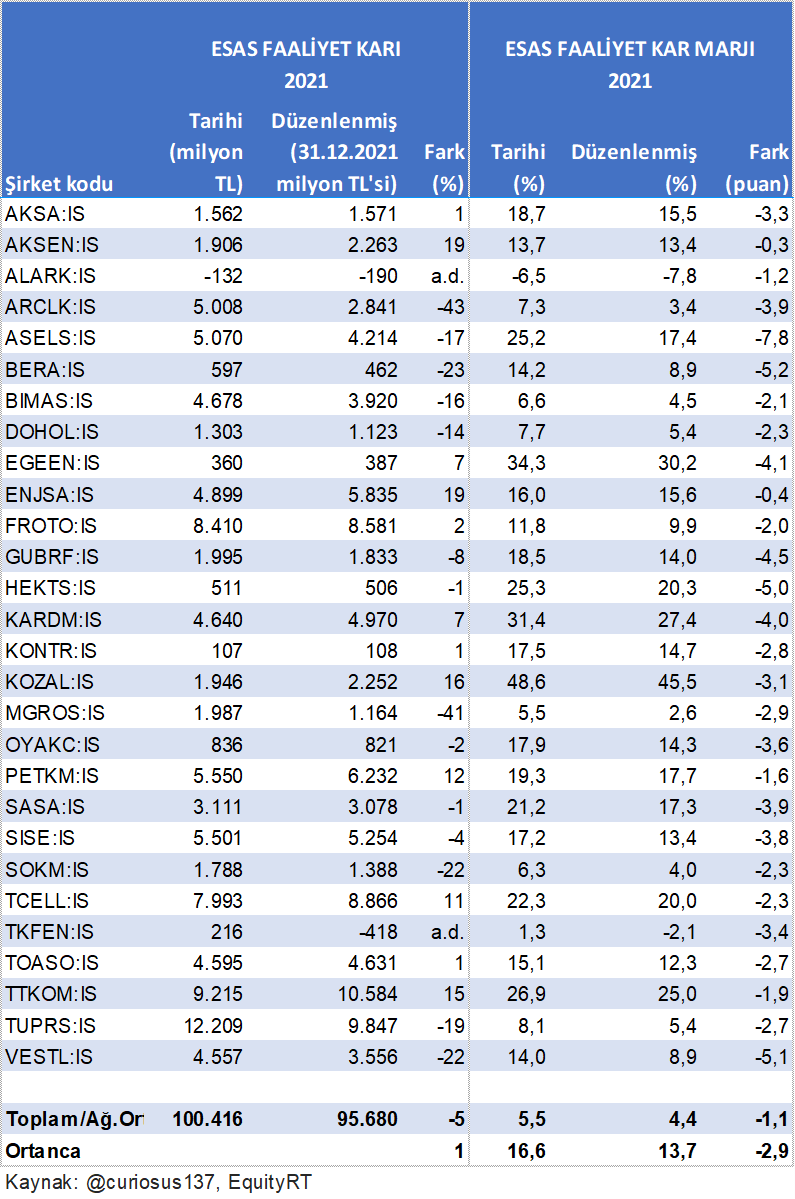 ESAS FAALİYET KARI 2021 ESAS FAALİYET KAR MARJI 2021
Şirket kodu Tarihi (milyon TL) Düzenlenmiş (31.12.2021 milyon TL'si) Fark (%) Tarihi (%) Düzenlenmiş (%) Fark (puan)
AKSA:IS 1.562 1.571 1 18,7 15,5 -3,3
AKSEN:IS 1.906 2.263 19 13,7 13,4 -0,3
ALARK:IS -132 -190 a.d. -6,5 -7,8 -1,2
ARCLK:IS 5.008 2.841 -43 7,3 3,4 -3,9
ASELS:IS 5.070 4.214 -17 25,2 17,4 -7,8
BERA:IS 597 462 -23 14,2 8,9 -5,2
BIMAS:IS 4.678 3.920 -16 6,6 4,5 -2,1
DOHOL:IS 1.303 1.123 -14 7,7 5,4 -2,3
EGEEN:IS 360 387 7 34,3 30,2 -4,1
ENJSA:IS 4.899 5.835 19 16,0 15,6 -0,4
FROTO:IS 8.410 8.581 2 11,8 9,9 -2,0
GUBRF:IS 1.995 1.833 -8 18,5 14,0 -4,5
HEKTS:IS 511 506 -1 25,3 20,3 -5,0
KARDM:IS 4.640 4.970 7 31,4 27,4 -4,0
KONTR:IS 107 108 1 17,5 14,7 -2,8
KOZAL:IS 1.946 2.252 16 48,6 45,5 -3,1
MGROS:IS 1.987 1.164 -41 5,5 2,6 -2,9
OYAKC:IS 836 821 -2 17,9 14,3 -3,6
PETKM:IS 5.550 6.232 12 19,3 17,7 -1,6
SASA:IS 3.111 3.078 -1 21,2 17,3 -3,9
SISE:IS 5.501 5.254 -4 17,2 13,4 -3,8
SOKM:IS 1.788 1.388 -22 6,3 4,0 -2,3
TCELL:IS 7.993 8.866 11 22,3 20,0 -2,3
TKFEN:IS 216 -418 a.d. 1,3 -2,1 -3,4
TOASO:IS 4.595 4.631 1 15,1 12,3 -2,7
TTKOM:IS 9.215 10.584 15 26,9 25,0 -1,9
TUPRS:IS 12.209 9.847 -19 8,1 5,4 -2,7
VESTL:IS 4.557 3.556 -22 14,0 8,9 -5,1
Toplam/Ağ.Ort 100.416 95.680 -5 5,5 4,4 -1,1
Ortanca 1 16,6 13,7 -2,9
Kaynak: @curiosus137, EquityRT